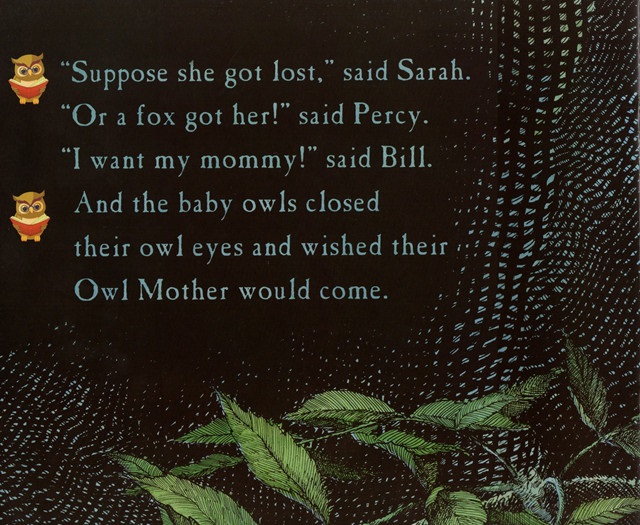 “Suppose she got lost,” said Sarah.
“Or a fox got her!” said Percy.
“I want my mommy!” said Bill.
And the baby owls closed
their owl eyes and wished their
Owl Mother would come.